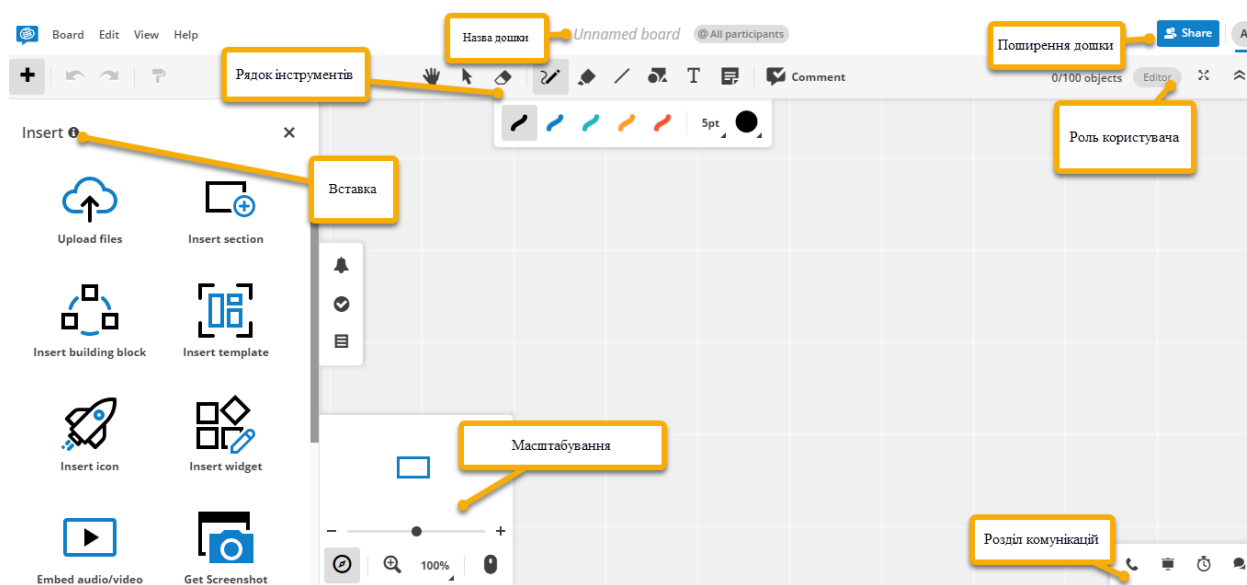 Board Edit View Help
Назва дошки
Unnamed board
@ All participants
Поширення дошки
Share
A
Рядок інструментів
T
Comment
0/100 objects
Editor
5pt
Роль користувача
Insert
Вставка
Upload files
Insert section
Insert building block
Insert template
Insert icon
Insert widget
Масштабування
100%
Розділ комунікацій
Embed audio/video
Get Screenshot